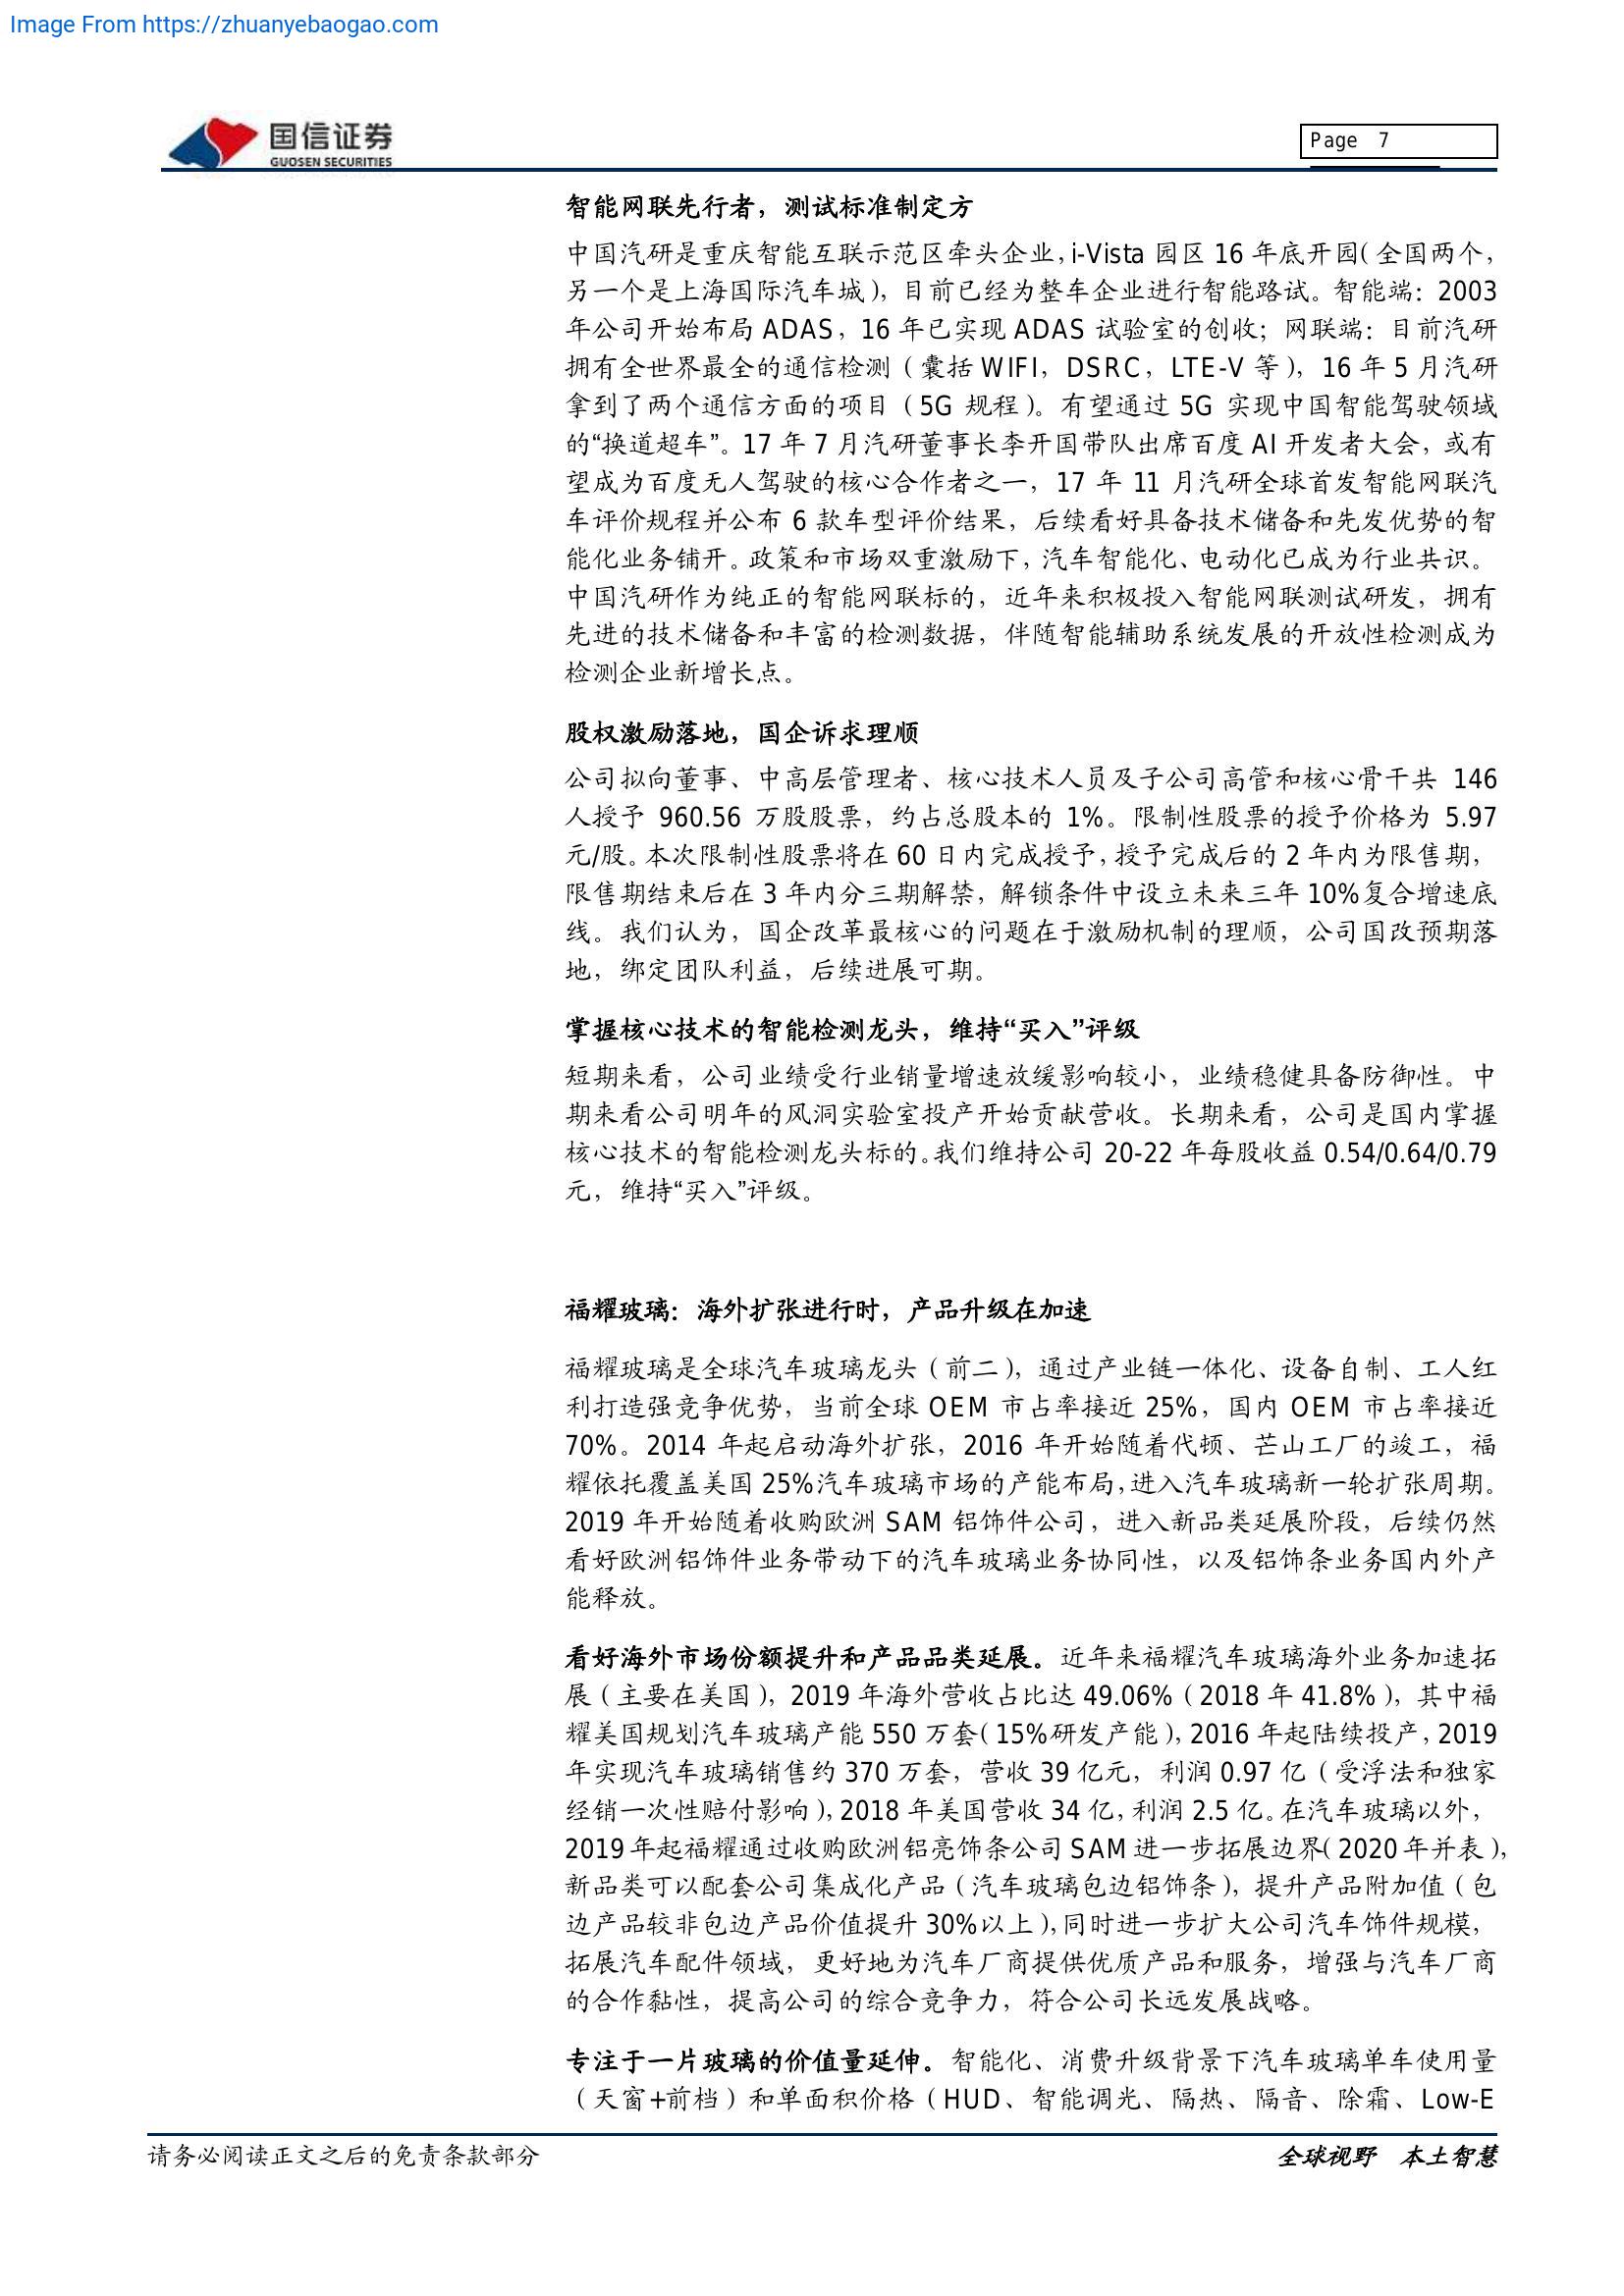 Image From https://zhuanyebaogao.com
国信证券
GUOSEN SECURITIES
Page 7
智能网联先行者，测试标准制定方
中国汽研是重庆智能互联示范区牵头企业，i-Vista 园区 16 年底开园（全国两个，
另一个是上海国际汽车城），目前已经为整车企业进行智能路试。智能端：2003
年公司开始布局 ADAS，16 年已实现 ADAS 试验室的创收；网联端：目前汽研
拥有全世界最全的通信检测（囊括 WIFI，DSRC，LTE-V 等），16 年 5 月汽研
拿到了两个通信方面的项目（5G 规程）。有望通过 5G 实现中国智能驾驶领域
的“换道超车”。17 年 7 月汽研董事长李开国带队出席百度 AI 开发者大会，或有
望成为百度无人驾驶的核心合作者之一，17 年 11 月汽研全球首发智能网联汽
车评价规程并公布 6 款车型评价结果，后续看好具备技术储备和先发优势的智
能化业务铺开。政策和市场双重激励下，汽车智能化、电动化已成为行业共识。
中国汽研作为纯正的智能网联标的，近年来积极投入智能网联测试研发，拥有
先进的技术储备和丰富的检测数据，伴随智能辅助系统发展的开放性检测成为
检测企业新增长点。
股权激励落地，国企诉求理顺
公司拟向董事、中高层管理者、核心技术人员及子公司高管和核心骨干共 146
人授予 960.56 万股股票，约占总股本的 1%。限制性股票的授予价格为 5.97
元/股。本次限制性股票将在 60 日内完成授予，授予完成后的 2 年内为限售期，
限售期结束后在 3 年内分三期解禁，解锁条件中设立未来三年 10%复合增速底
线。我们认为，国企改革最核心的问题在于激励机制的理顺，公司国改预期落
地，绑定团队利益，后续进展可期。
掌握核心技术的智能检测龙头，维持“买入”评级
短期来看，公司业绩受行业销量增速放缓影响较小，业绩稳健具备防御性。中
期来看公司明年的风洞实验室投产开始贡献营收。长期来看，公司是国内掌握
核心技术的智能检测龙头标的。我们维持公司 20-22 年每股收益 0.54/0.64/0.79
元，维持“买入”评级。
福耀玻璃：海外扩张进行时，产品升级在加速
福耀玻璃是全球汽车玻璃龙头（前二），通过产业链一体化、设备自制、工人红
利打造强竞争优势，当前全球 OEM 市占率接近 25%，国内 OEM 市占率接近
70%。2014 年起启动海外扩张，2016 年开始随着代顿、芒山工厂的竣工，福
耀依托覆盖美国 25%汽车玻璃市场的产能布局，进入汽车玻璃新一轮扩张周期。
2019 年开始随着收购欧洲 SAM 铝饰件公司，进入新品类延展阶段，后续仍然
看好欧洲铝饰件业务带动下的汽车玻璃业务协同性，以及铝饰条业务国内外产
能释放。
看好海外市场份额提升和产品品类延展。近年来福耀汽车玻璃海外业务加速拓
展（主要在美国），2019 年海外营收占比达 49.06%（2018 年 41.8%），其中福
耀美国规划汽车玻璃产能 550 万套（15%研发产能），2016 年起陆续投产，2019
年实现汽车玻璃销售约 370 万套，营收 39 亿元，利润 0.97 亿（受浮法和独家
经销一次性赔付影响），2018 年美国营收 34 亿，利润 2.5 亿。在汽车玻璃以外，
2019 年起福耀通过收购欧洲铝亮饰条公司 SAM 进一步拓展边界（2020 年并表），
新品类可以配套公司集成化产品（汽车玻璃包边铝饰条），提升产品附加值（包
边产品较非包边产品价值提升 30%以上），同时进一步扩大公司汽车饰件规模，
拓展汽车配件领域，更好地为汽车厂商提供优质产品和服务，增强与汽车厂商
的合作黏性，提高公司的综合竞争力，符合公司长远发展战略。
专注于一片玻璃的价值量延伸。智能化、消费升级背景下汽车玻璃单车使用量
（天窗+前档）和单面积价格（HUD、智能调光、隔热、隔音、除霜、Low-E
请务必阅读正文之后的免责条款部分
全球视野 本土智慧